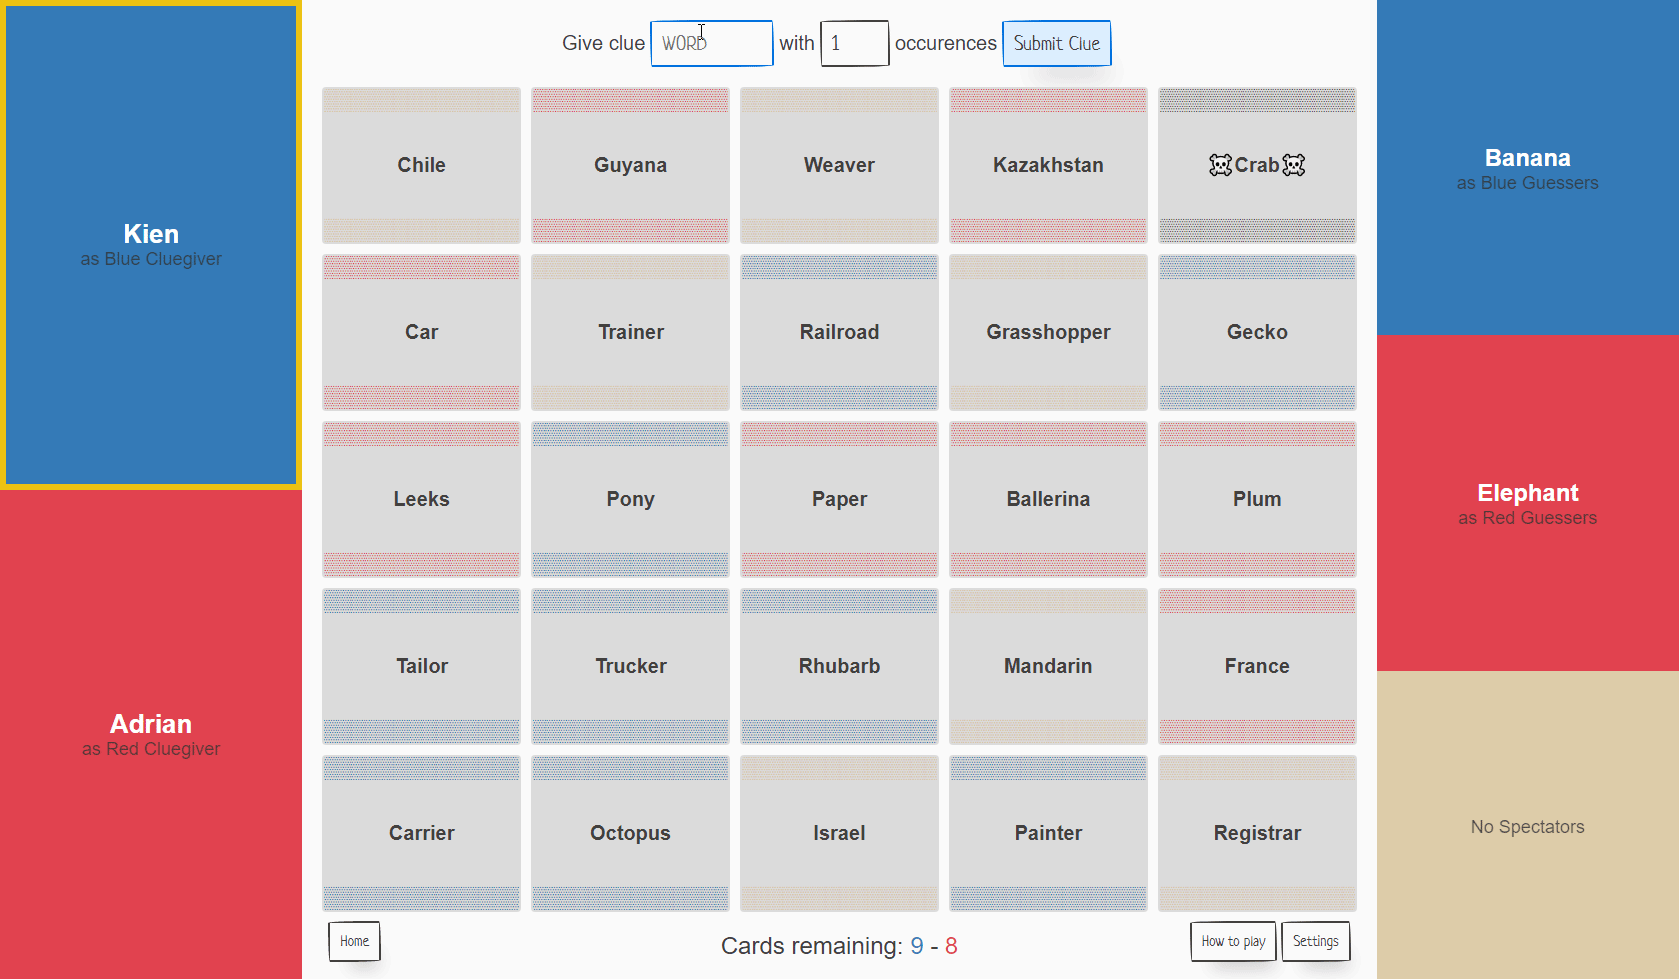 Give clue WORD with 1 occurences Submit Clue
Kien
as Blue Cluegiver
Adrian
as Red Cluegiver
Chile Guyana Weaver Kazakhstan ☠Crab☠
Car Trainer Railroad Grasshopper Gecko
Leeks Pony Paper Ballerina Plum
Tailor Trucker Rhubarb Mandarin France
Carrier Octopus Israel Painter Registrar
Home Cards remaining: 9 - 8 How to play Settings
Banana
as Blue Guessers
Elephant
as Red Guessers
No Spectators